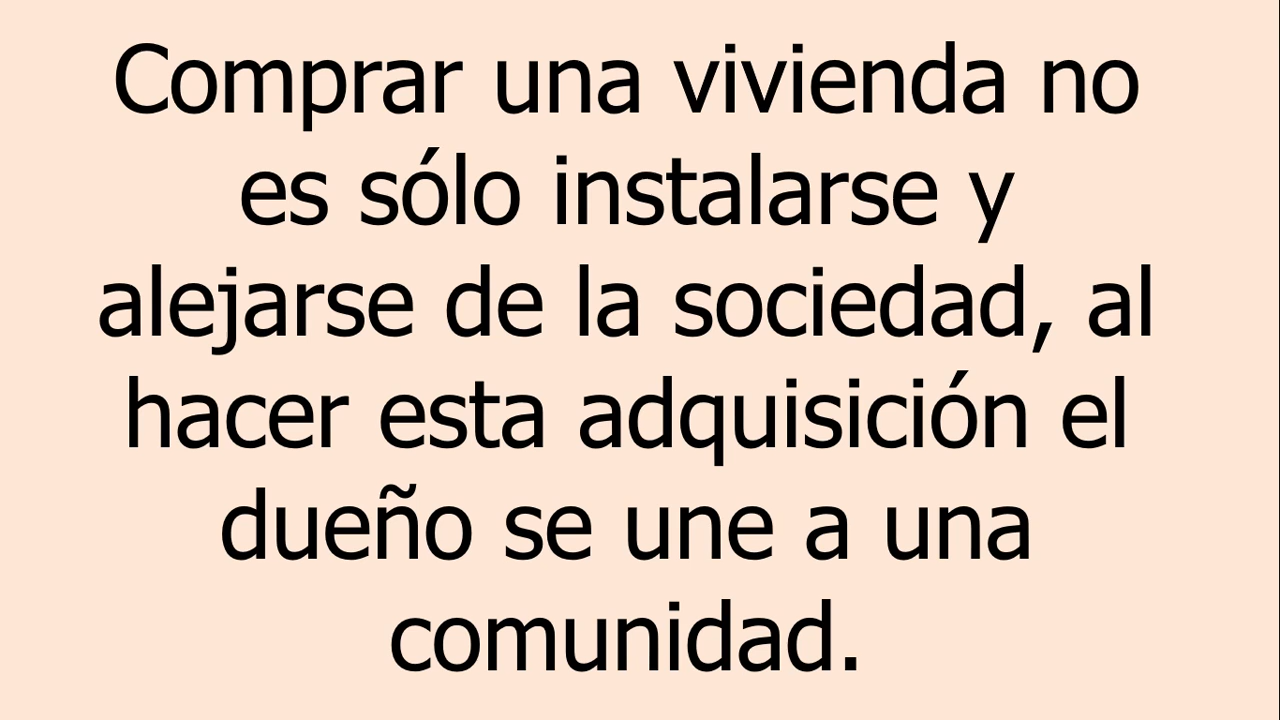 Comprar una vivienda no
es sólo instalarse y
alejarse de la sociedad, al
hacer esta adquisición el
dueño se une a una
comunidad.